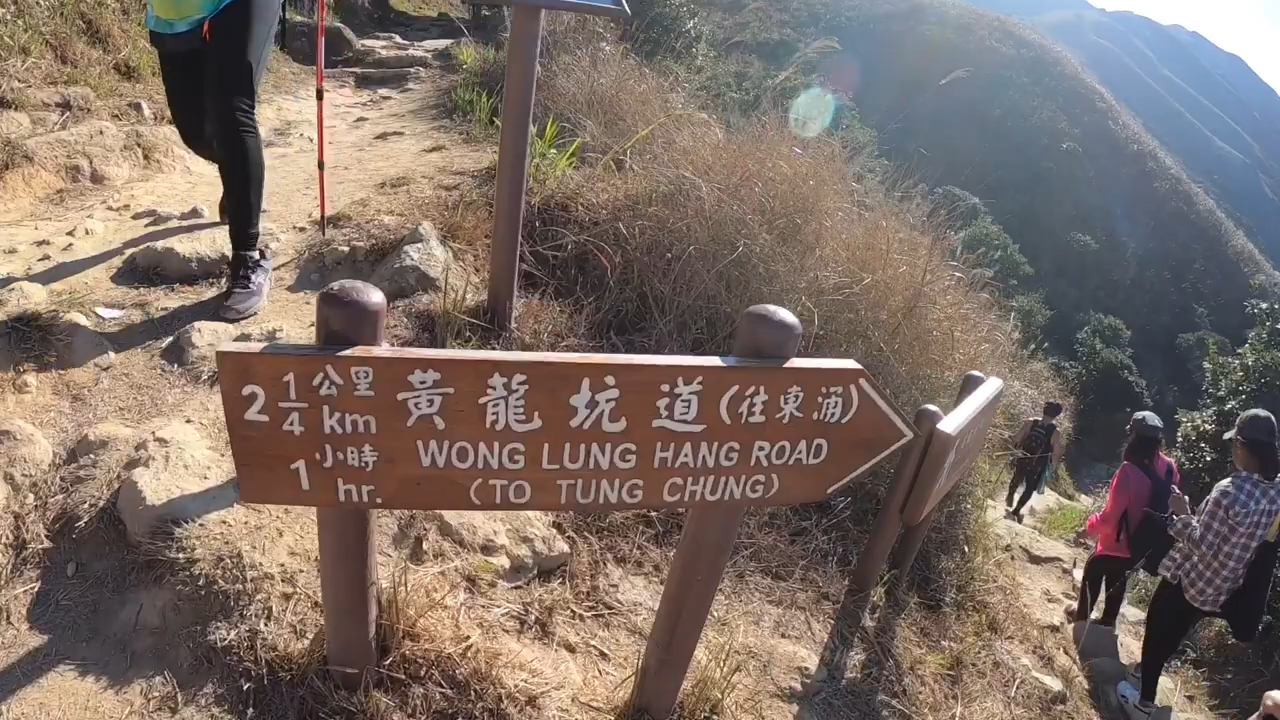 2 1/4 公里 km
1 小時 hr.
黃龍坑道(往東涌)
WONG LUNG HANG ROAD
(TO TUNG CHUNG)